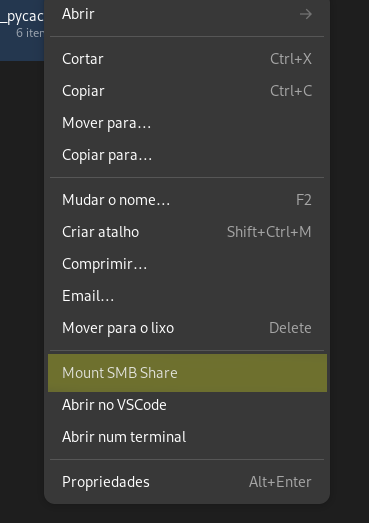 _pycac
Abrir
6 iter
Cortar Ctrl+X
Copiar Ctrl+C
Mover para...
Copiar para...
Mudar o nome... F2
Criar atalho Shift+Ctrl+M
Comprimir...
Email...
Mover para o lixo Delete
Mount SMB Share
Abrir no VSCode
Abrir num terminal
Propriedades Alt+Enter